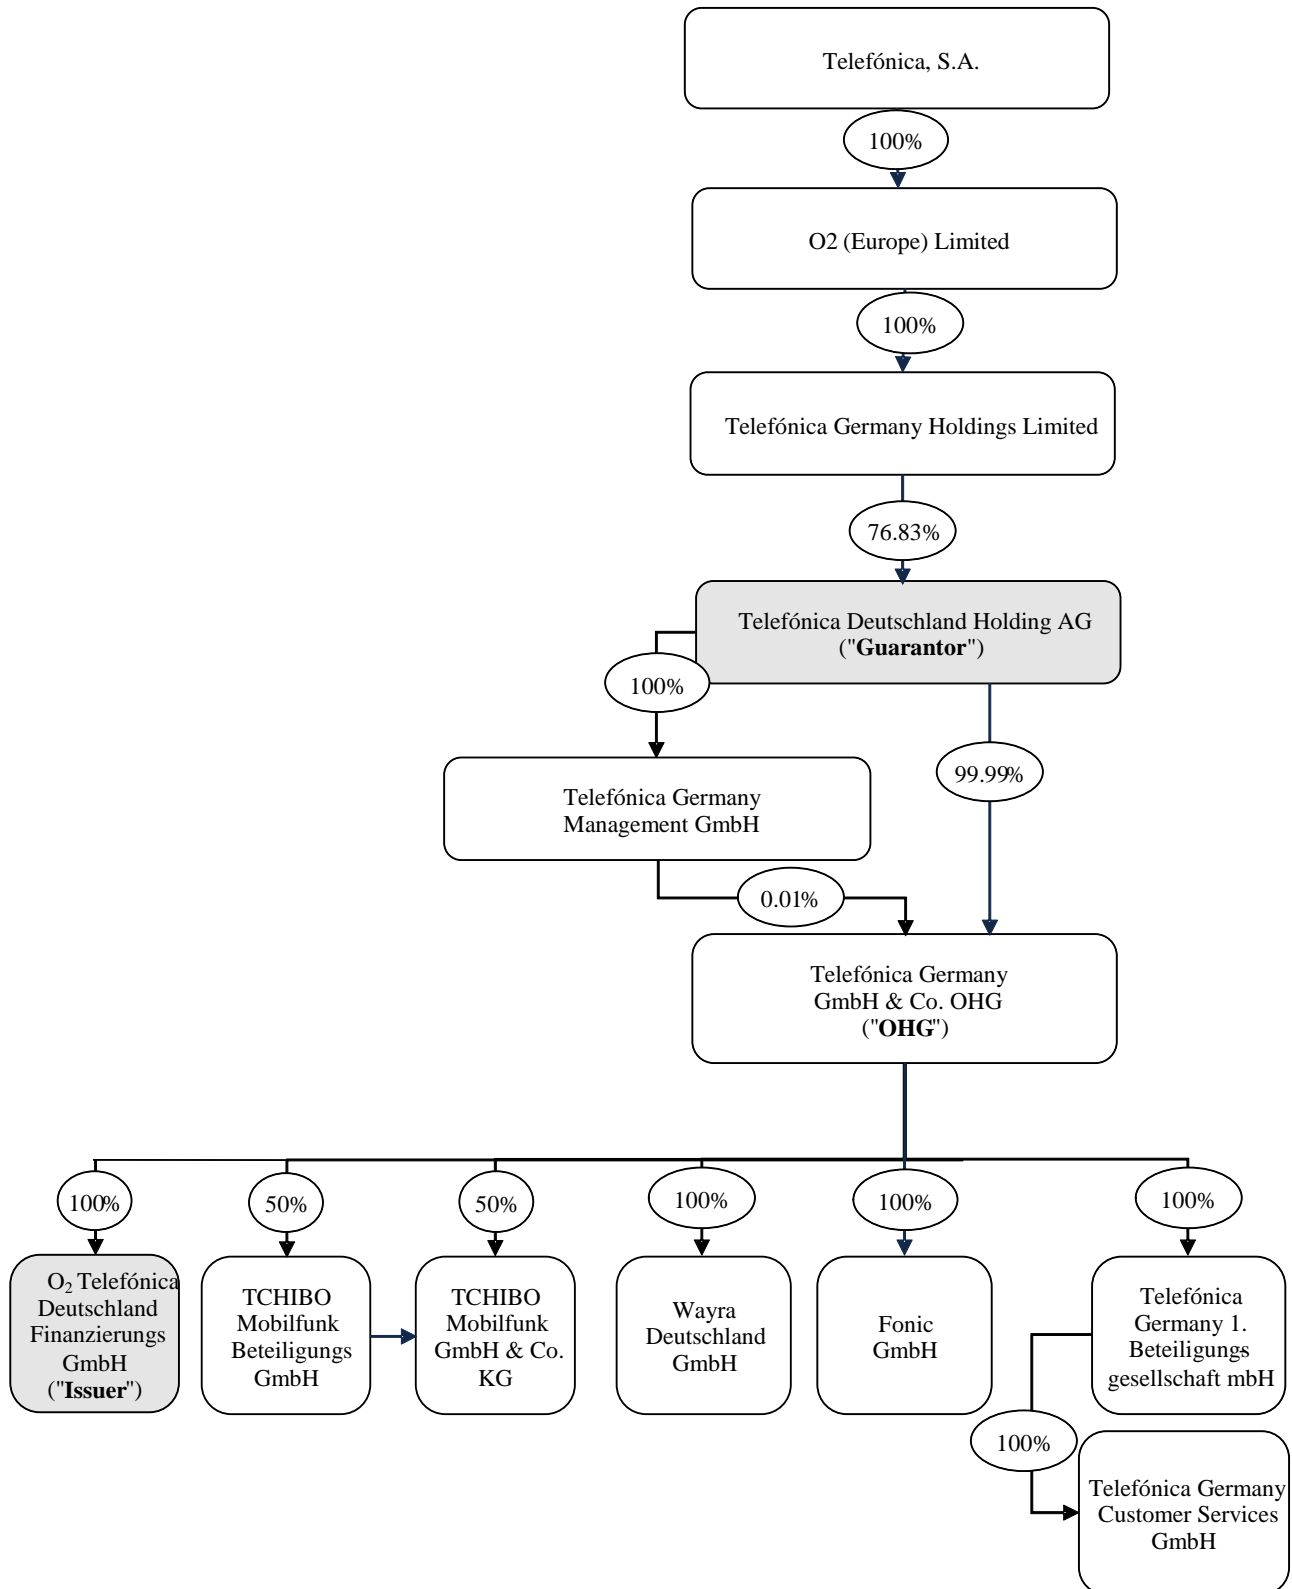 Telefónica, S.A.
100%
O2 (Europe) Limited
100%
Telefónica Germany Holdings Limited
76.83%
Telefónica Deutschland Holding AG
("Guarantor")
100%
99.99%
Telefónica Germany
Management GmbH
0.01%
Telefónica Germany
GmbH & Co. OHG
("OHG")
100%
50%
50%
100%
100%
100%
O2 Telefónica
Deutschland
Finanzierungs
GmbH
("Issuer")
TCHIBO
Mobilfunk
Beteiligungs
GmbH
TCHIBO
Mobilfunk
GmbH & Co.
KG
Wayra
Deutschland
GmbH
Fonic
GmbH
Telefónica
Germany 1.
Beteiligungs-
gesellschaft mbH
100%
Telefónica Germany
Customer Services
GmbH